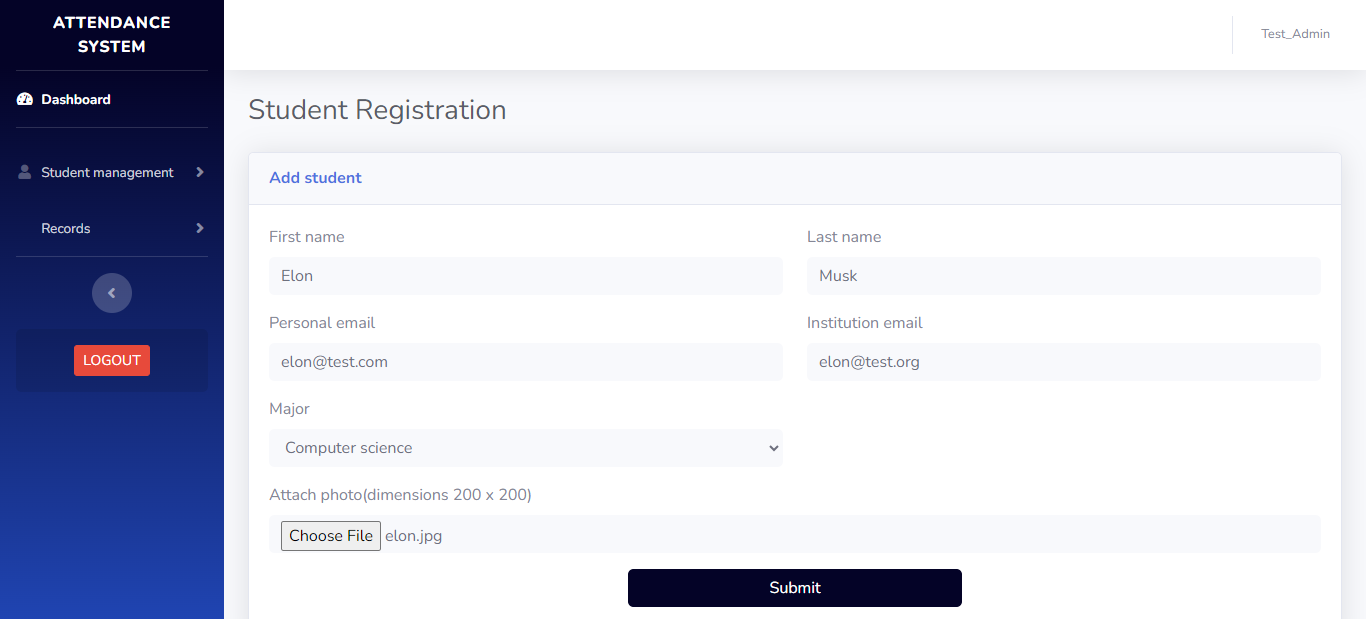 ATTENDANCE
SYSTEM
Test_Admin
Dashboard
Student management
Records
LOGOUT
Student Registration
Add student
First name
Last name
Elon
Musk
Personal email
Institution email
elon@test.com
elon@test.org
Major
Computer science
Attach photo(dimensions 200 x 200)
Choose File elon.jpg
Submit